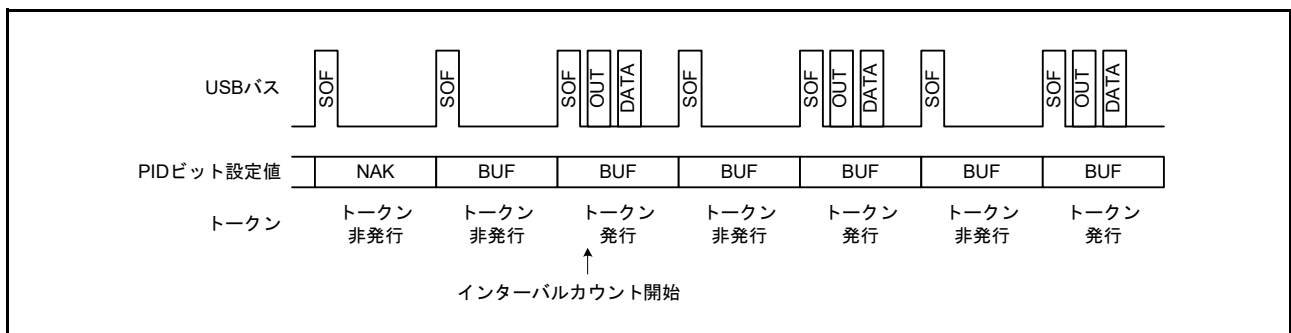 USBバス SOF SOF SOF OUT DATA SOF SOF OUT DATA SOF SOF OUT DATA
PIDビット設定値 NAK BUF BUF BUF BUF BUF BUF
トークン トークン トークン トークン トークン トークン トークン トークン
非発行 非発行 発行 非発行 発行 非発行 発行
インターバルカウント開始